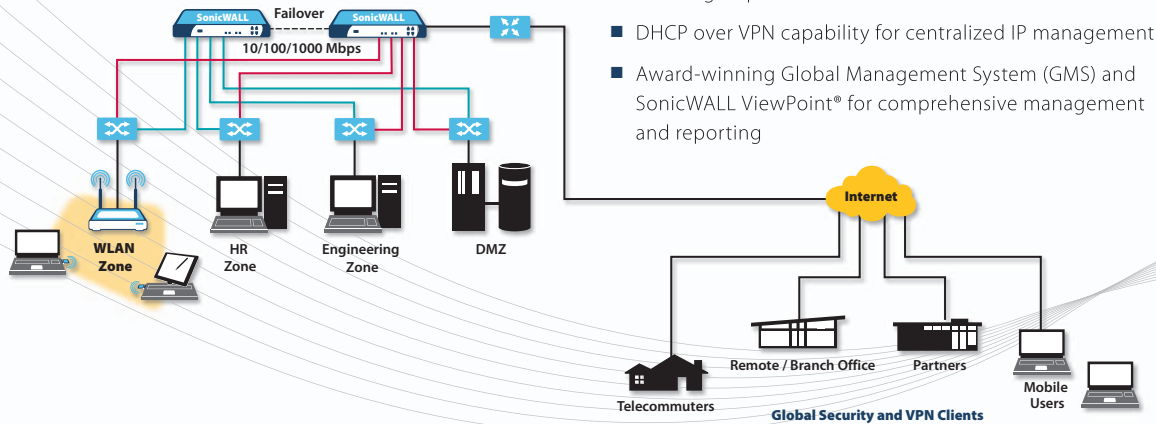 SonicWALL
Failover
SonicWALL
10/100/1000 Mbps
DHCP over VPN capability for centralized IP management
Award-winning Global Management System (GMS) and
SonicWALL ViewPoint® for comprehensive management
and reporting
WLAN
Zone
HR
Zone
Engineering
Zone
DMZ
Internet
Telecommuters
Remote / Branch Office
Partners
Mobile
Users
Global Security and VPN Clients